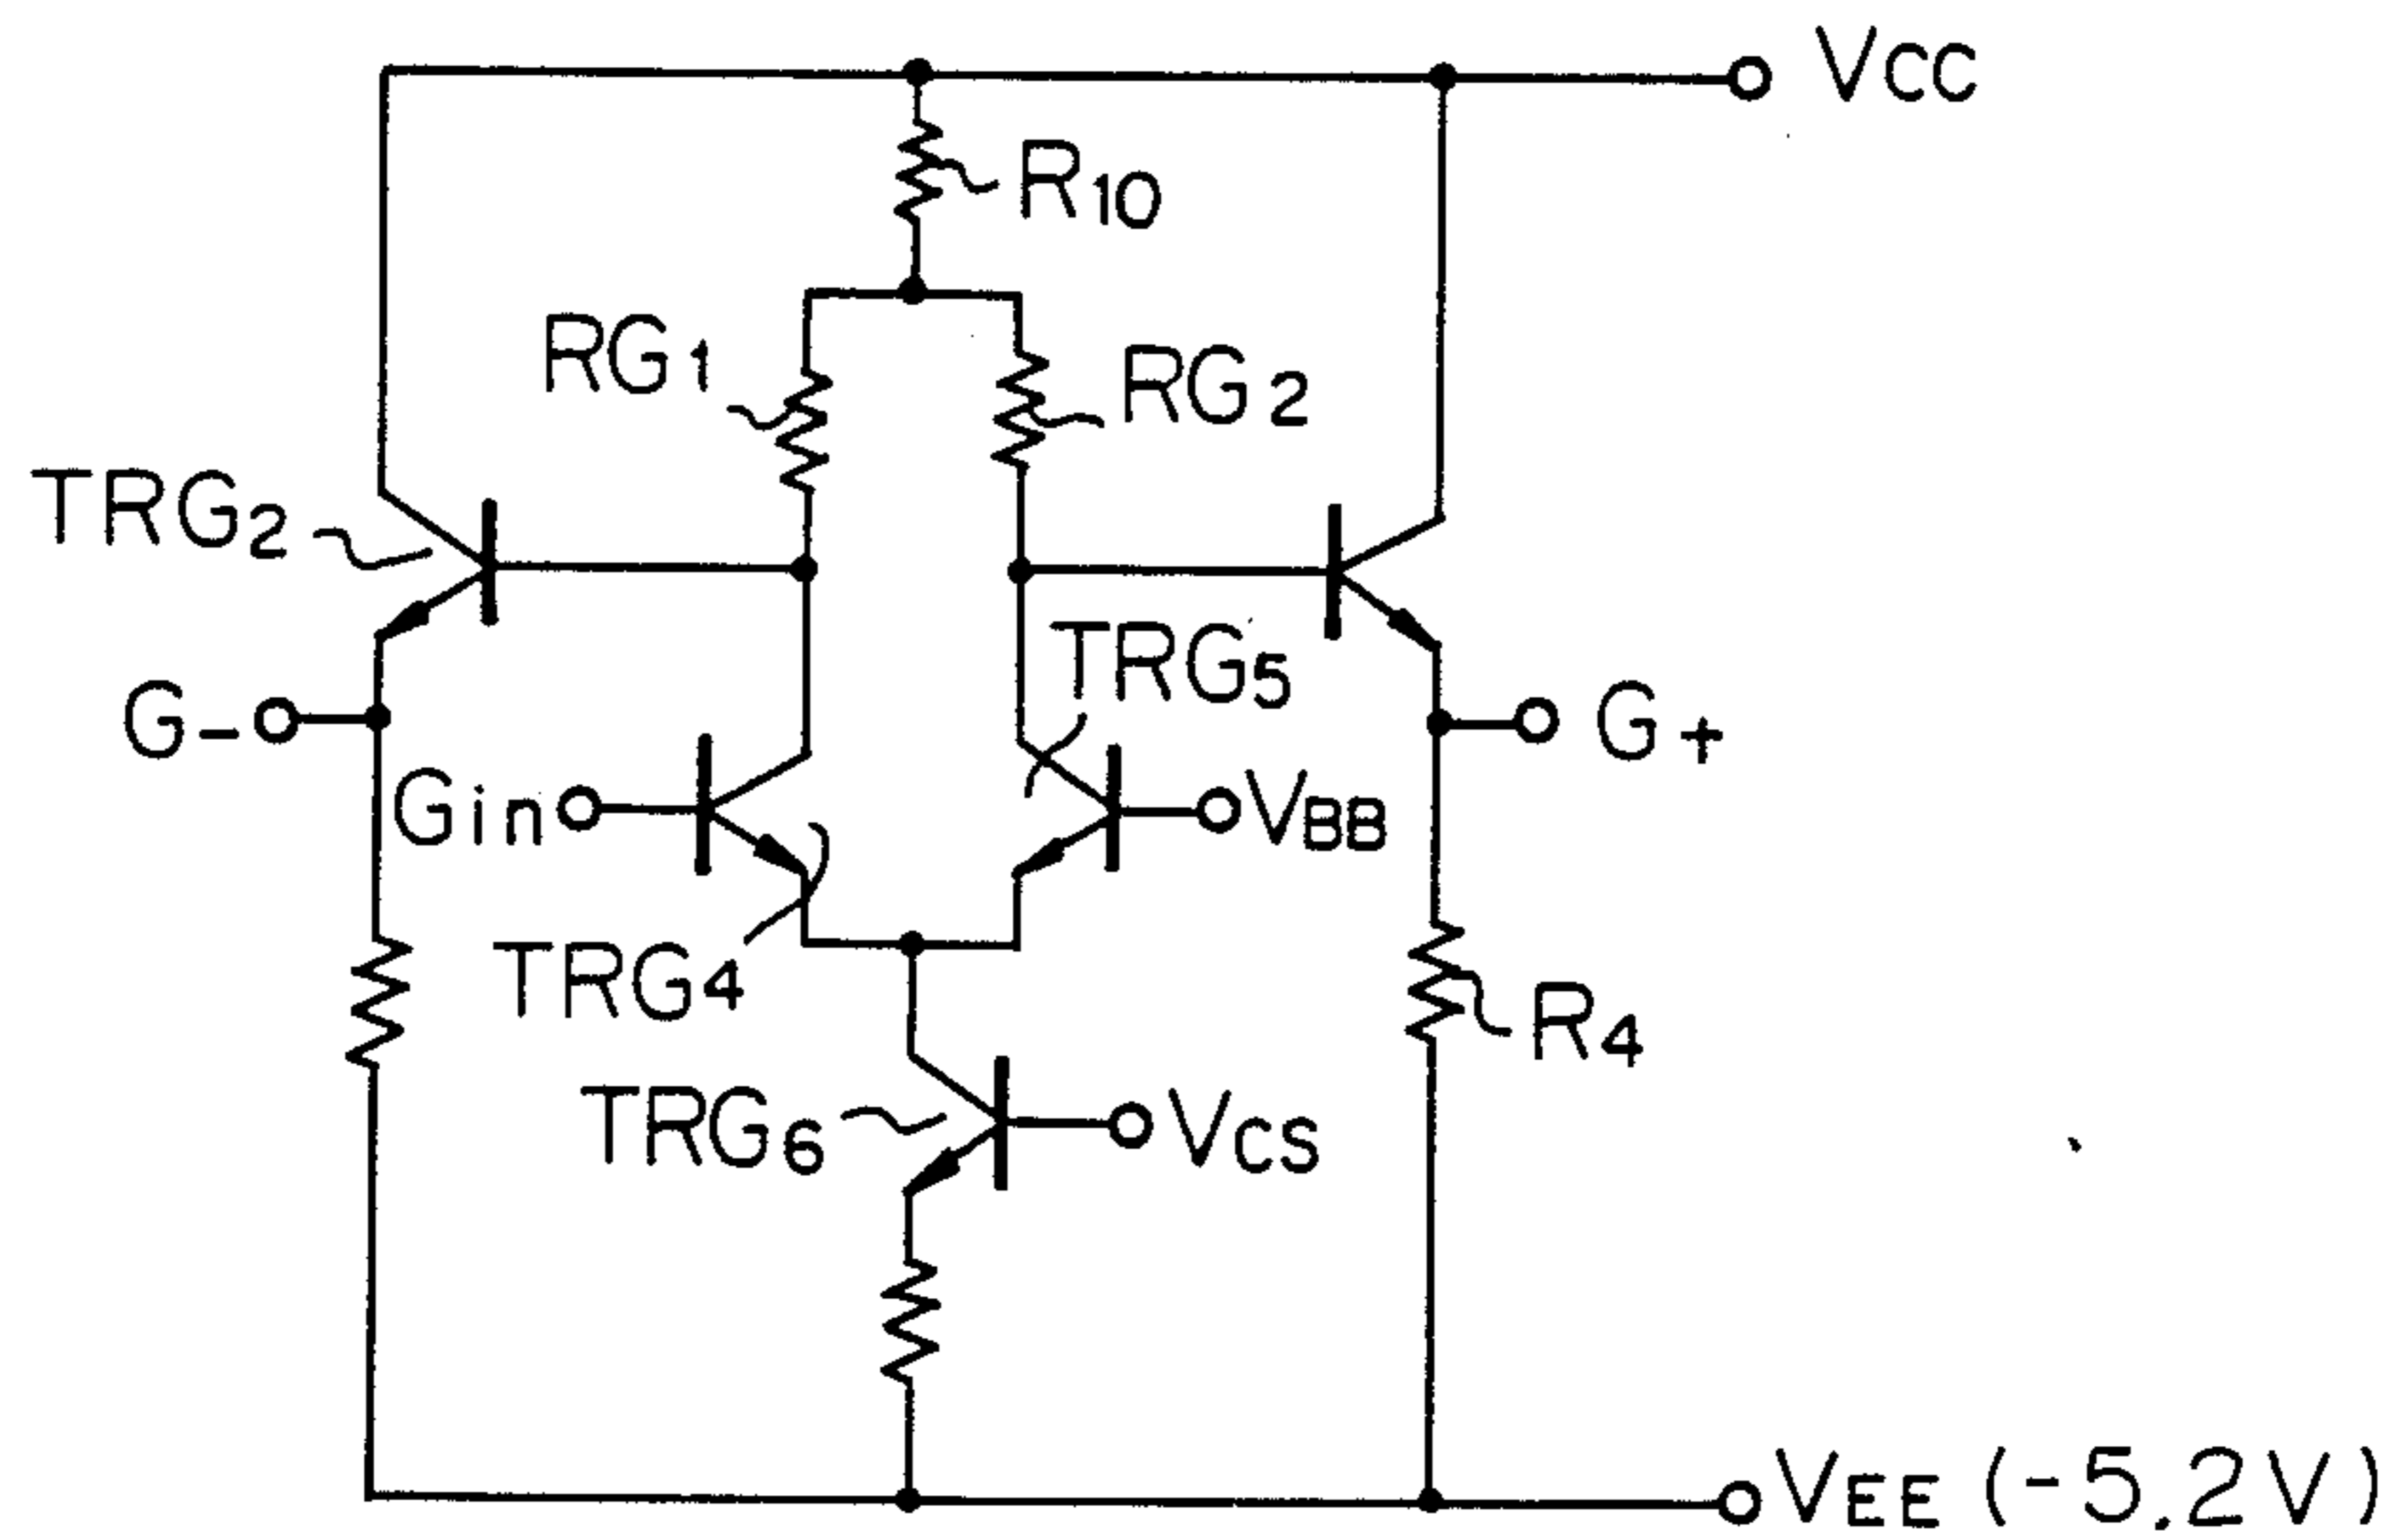 VCC
R10
RG1
RG2
TRG2
TRG5
G-
G+
Gin
VBB
TRG4
R4
TRG6
VCS
VEE (-5.2V)